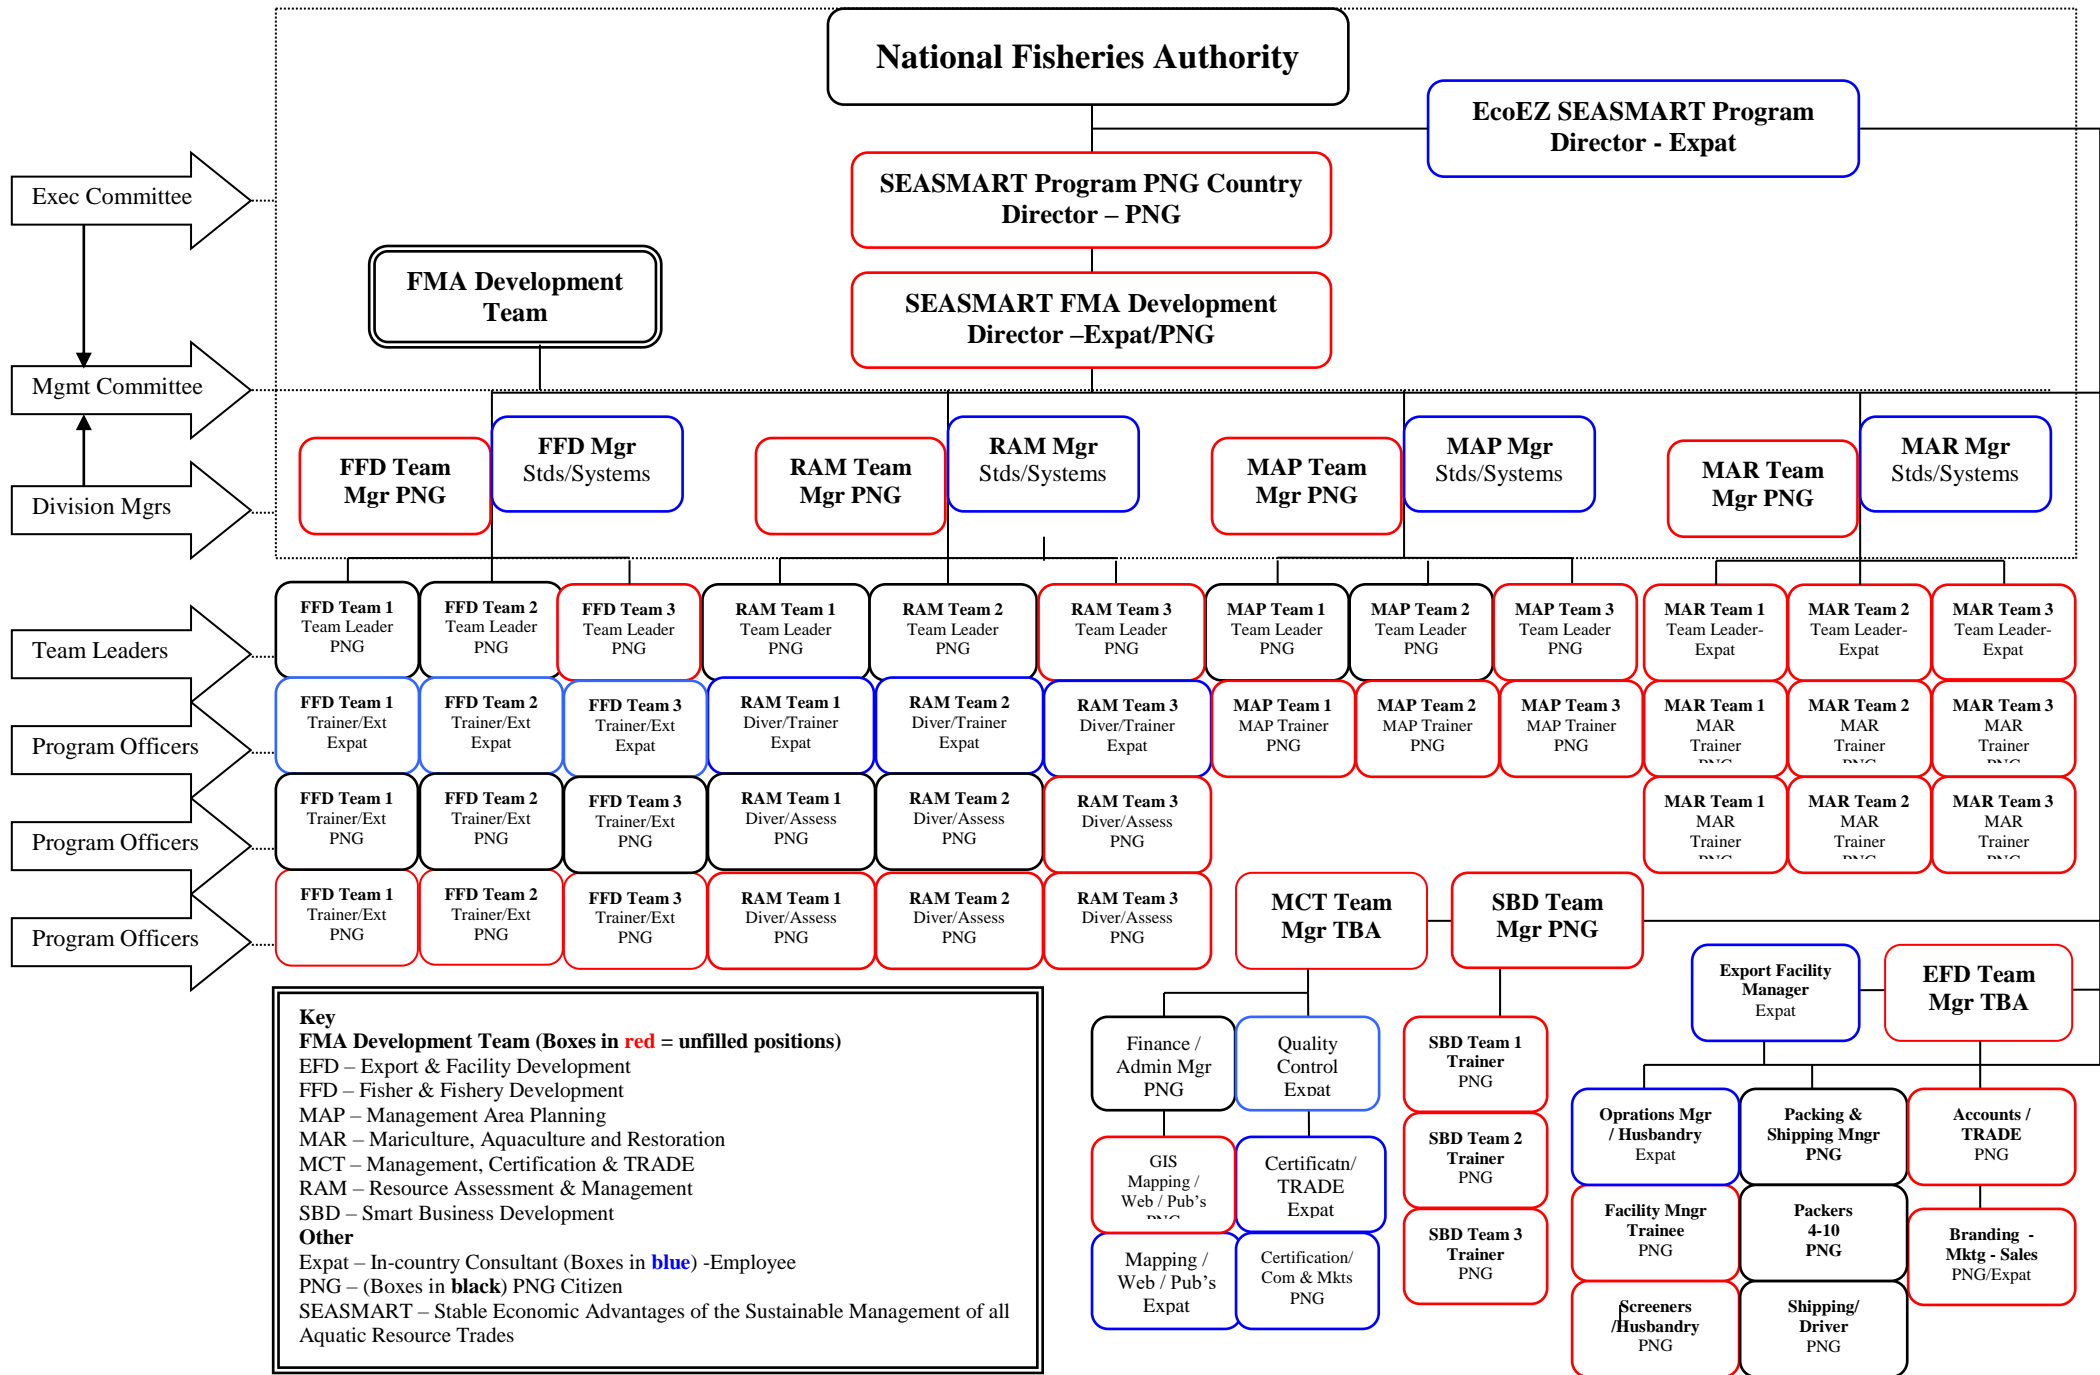 National Fisheries Authority
EcoEZ SEASMART Program
Director - Expat
Exec Committee
SEASMART Program PNG Country
Director – PNG
FMA Development
Team
SEASMART FMA Development
Director –Expat/PNG
Mgmt Committee
Division Mgrs
FFD Team
Mgr PNG
FFD Mgr
Stds/Systems
RAM Team
Mgr PNG
RAM Mgr
Stds/Systems
MAP Team
Mgr PNG
MAP Mgr
Stds/Systems
MAR Team
Mgr PNG
MAR Mgr
Stds/Systems
Team Leaders
FFD Team 1
Team Leader
PNG
FFD Team 2
Team Leader
PNG
FFD Team 3
Team Leader
PNG
RAM Team 1
Team Leader
PNG
RAM Team 2
Team Leader
PNG
RAM Team 3
Team Leader
PNG
MAP Team 1
Team Leader
PNG
MAP Team 2
Team Leader
PNG
MAP Team 3
Team Leader
PNG
MAR Team 1
Team Leader-
Expat
MAR Team 2
Team Leader-
Expat
MAR Team 3
Team Leader-
Expat
Program Officers
FFD Team 1
Trainer/Ext
Expat
FFD Team 2
Trainer/Ext
Expat
FFD Team 3
Trainer/Ext
Expat
RAM Team 1
Diver/Trainer
Expat
RAM Team 2
Diver/Trainer
Expat
RAM Team 3
Diver/Trainer
Expat
MAP Team 1
MAP Trainer
PNG
MAP Team 2
MAP Trainer
PNG
MAP Team 3
MAP Trainer
PNG
MAR Team 1
MAR
Trainer
PNG
MAR Team 2
MAR
Trainer
PNG
MAR Team 3
MAR
Trainer
PNG
Program Officers
FFD Team 1
Trainer/Ext
PNG
FFD Team 2
Trainer/Ext
PNG
FFD Team 3
Trainer/Ext
PNG
RAM Team 1
Diver/Assess
PNG
RAM Team 2
Diver/Assess
PNG
RAM Team 3
Diver/Assess
PNG
MAR Team 1
MAR
Trainer
PNG
MAR Team 2
MAR
Trainer
PNG
MAR Team 3
MAR
Trainer
PNG
Program Officers
FFD Team 1
Trainer/Ext
PNG
FFD Team 2
Trainer/Ext
PNG
FFD Team 3
Trainer/Ext
PNG
RAM Team 1
Diver/Assess
PNG
RAM Team 2
Diver/Assess
PNG
RAM Team 3
Diver/Assess
PNG
MCT Team
Mgr TBA
SBD Team
Mgr PNG
Export Facility
Manager
Expat
EFD Team
Mgr TBA
Key
FMA Development Team (Boxes in red = unfilled positions)
EFD – Export & Facility Development
FFD – Fisher & Fishery Development
MAP – Management Area Planning
MAR – Mariculture, Aquaculture and Restoration
MCT – Management, Certification & TRADE
RAM – Resource Assessment & Management
SBD – Smart Business Development
Other
Expat – In-country Consultant (Boxes in blue) -Employee
PNG – (Boxes in black) PNG Citizen
SEASMART – Stable Economic Advantages of the Sustainable Management of all
Aquatic Resource Trades
Finance /
Admin Mgr
PNG
Quality
Control
Expat
SBD Team 1
Trainer
PNG
Oprations Mgr
/ Husbandry
Expat
Packing &
Shipping Mngr
PNG
Accounts /
TRADE
PNG
GIS
Mapping /
Web / Pub's
PNG
Certificatn/
TRADE
Expat
SBD Team 2
Trainer
PNG
Facility Mngr
Trainee
PNG
Packers
4-10
PNG
Branding -
Mktg - Sales
PNG/Expat
Mapping /
Web / Pub's
Expat
Certification/
Com & Mkts
PNG
SBD Team 3
Trainer
PNG
Screeners
/Husbandry
PNG
Shipping/
Driver
PNG